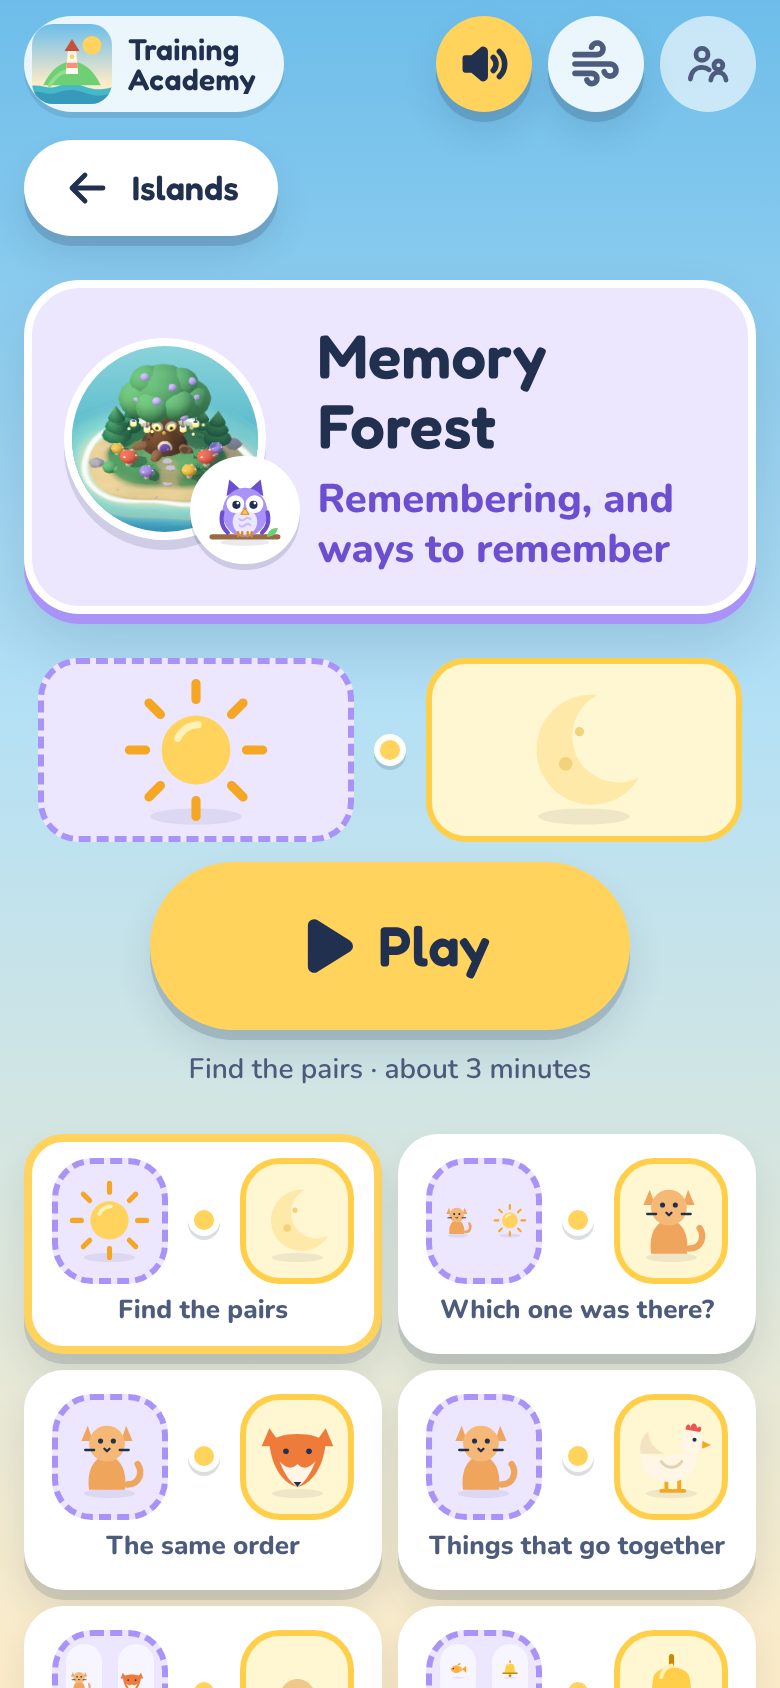 Training
Academy
Islands
Memory
Forest
Remembering, and
ways to remember
Play
Find the pairs · about 3 minutes
Find the pairs
Which one was there?
The same order
Things that go together